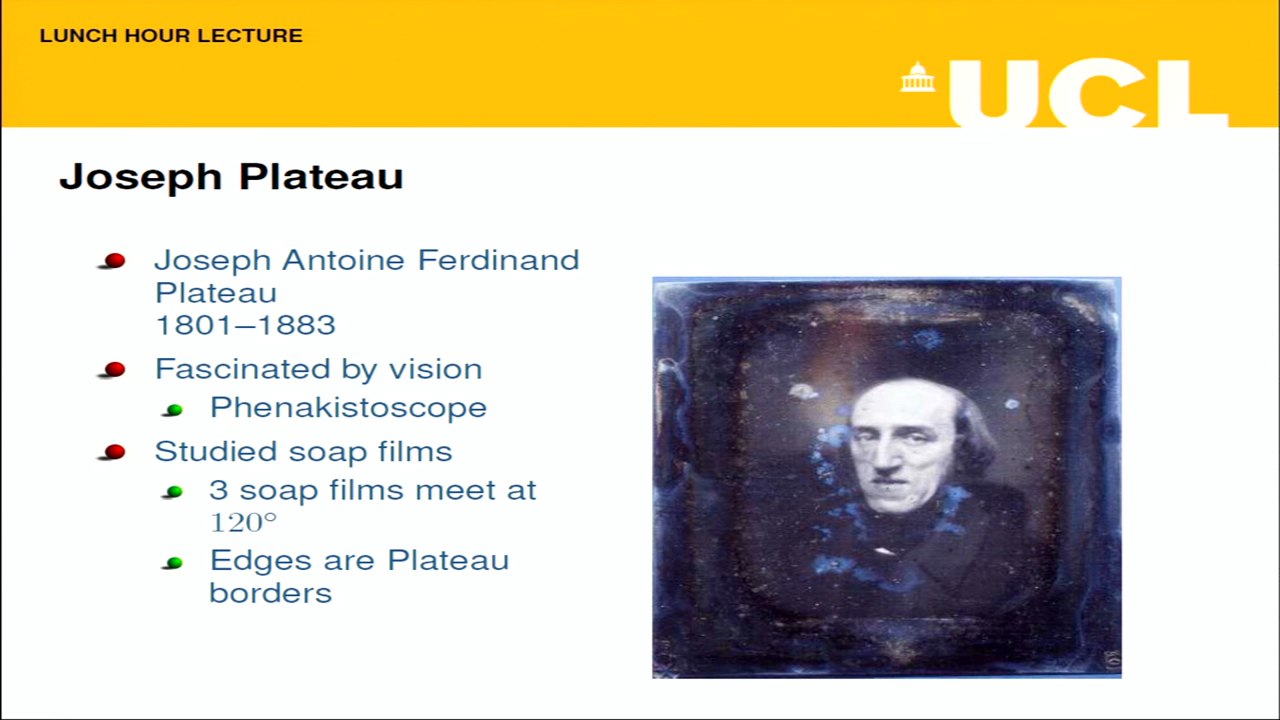 LUNCH HOUR LECTURE
UCL
Joseph Plateau
Joseph Antoine Ferdinand
Plateau
1801–1883
Fascinated by vision
Phenakistoscope
Studied soap films
3 soap films meet at
120°
Edges are Plateau
borders